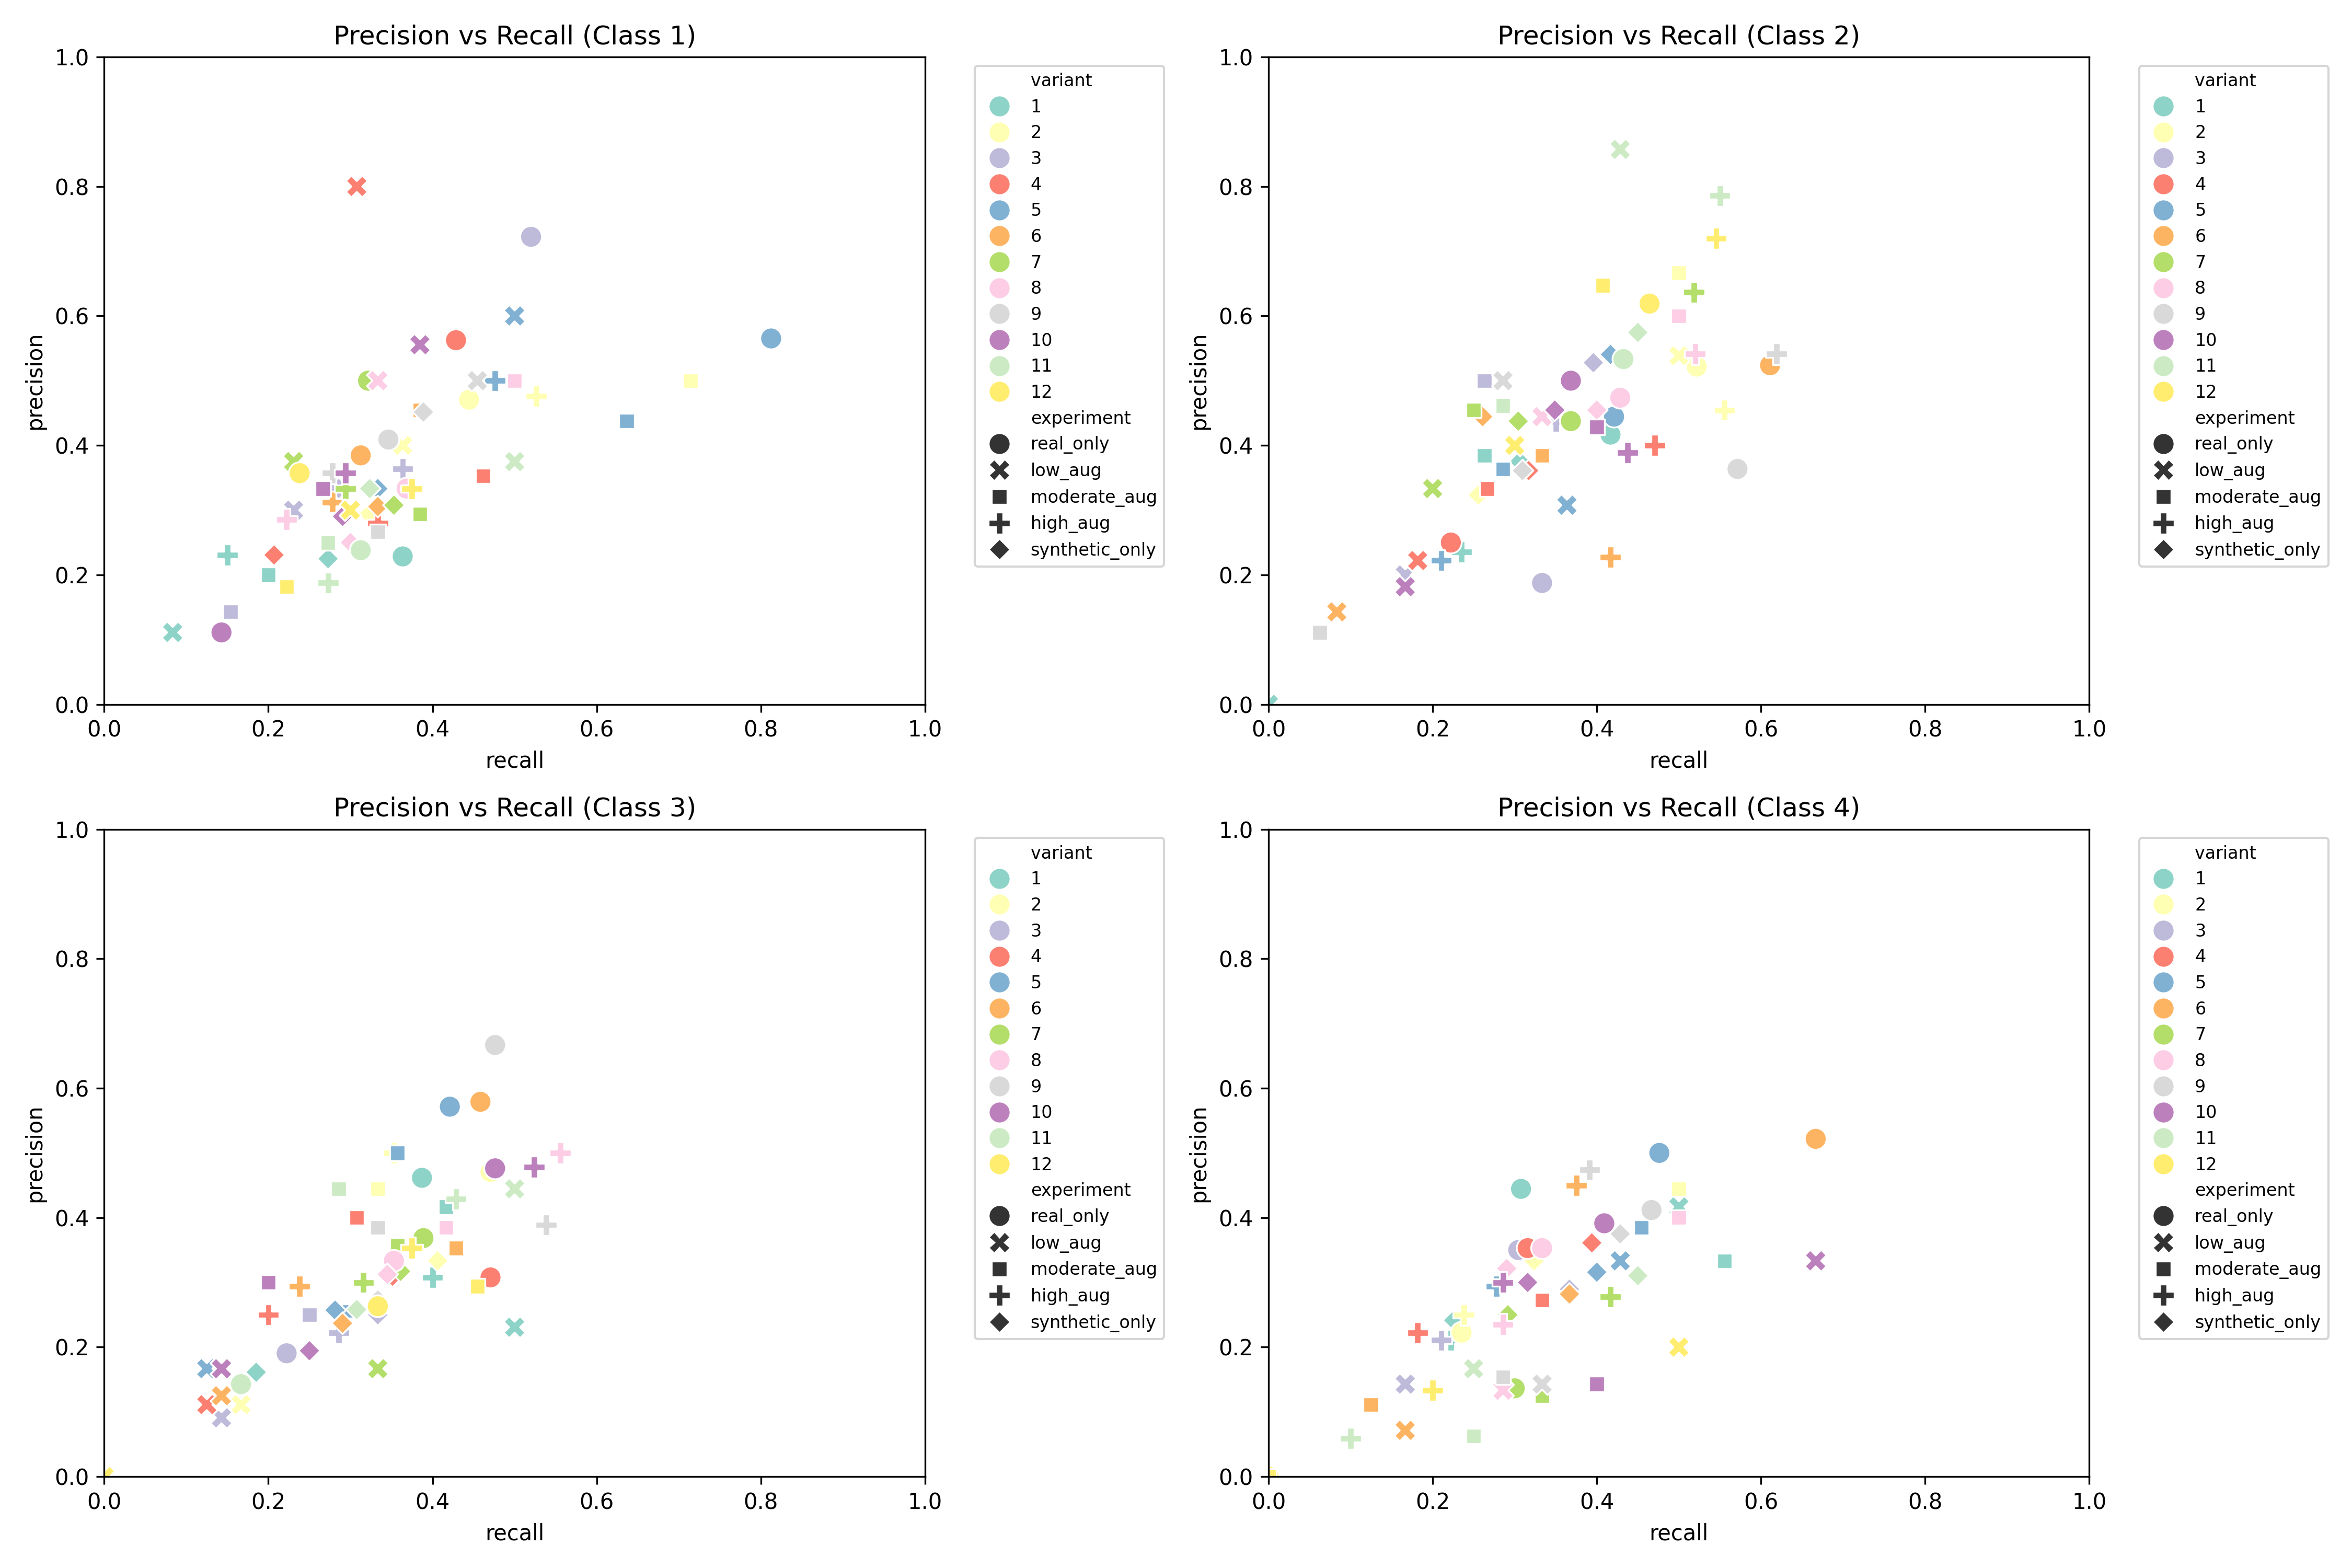 Precision vs Recall (Class 1)
precision
1.0
0.8
0.6
0.4
0.2
0.0
0.0 0.2 0.4 0.6 0.8 1.0
recall
variant
1
2
3
4
5
6
7
8
9
10
11
12
experiment
real_only
low_aug
moderate_aug
high_aug
synthetic_only
Precision vs Recall (Class 2)
precision
1.0
0.8
0.6
0.4
0.2
0.0
0.0 0.2 0.4 0.6 0.8 1.0
recall
variant
1
2
3
4
5
6
7
8
9
10
11
12
experiment
real_only
low_aug
moderate_aug
high_aug
synthetic_only
Precision vs Recall (Class 3)
precision
1.0
0.8
0.6
0.4
0.2
0.0
0.0 0.2 0.4 0.6 0.8 1.0
recall
variant
1
2
3
4
5
6
7
8
9
10
11
12
experiment
real_only
low_aug
moderate_aug
high_aug
synthetic_only
Precision vs Recall (Class 4)
precision
1.0
0.8
0.6
0.4
0.2
0.0
0.0 0.2 0.4 0.6 0.8 1.0
recall
variant
1
2
3
4
5
6
7
8
9
10
11
12
experiment
real_only
low_aug
moderate_aug
high_aug
synthetic_only